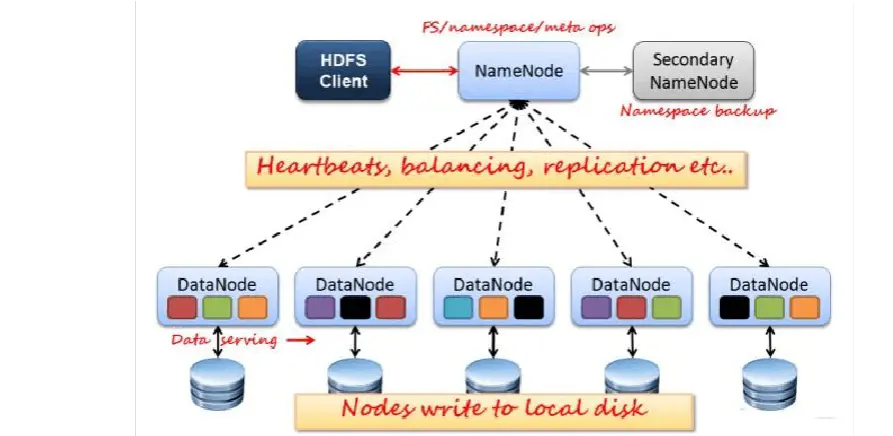 FS/namespace/meta ops
HDFS
Client
NameNode
Secondary
NameNode
Namespace backup
Heartbeats, balancing, replication etc..
DataNode
DataNode
DataNode
DataNode
DataNode
Data serving
Nodes write to local disk